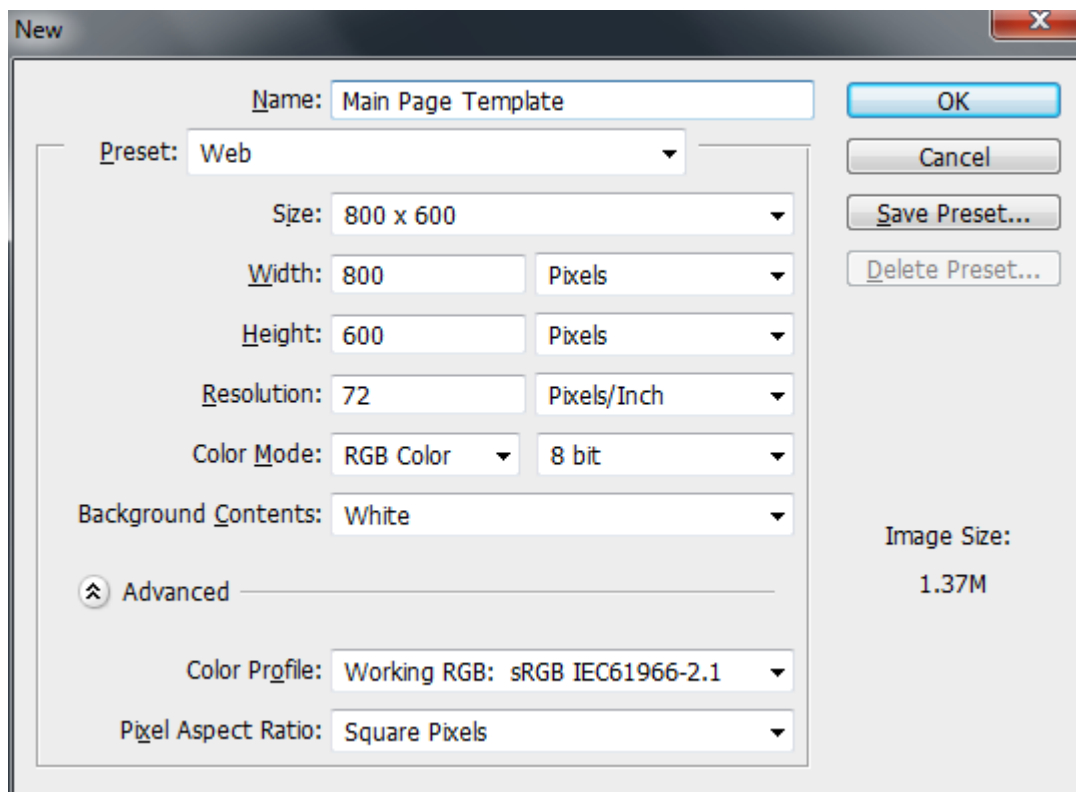 New
x
Name: Main Page Template
OK
Preset: Web
Cancel
Size: 800 x 600
Save Preset...
Width: 800 Pixels
Delete Preset...
Height: 600 Pixels
Resolution: 72 Pixels/Inch
Color Mode: RGB Color 8 bit
Background Contents: White
Image Size:
1.37M
Advanced
Color Profile: Working RGB: sRGB IEC61966-2.1
Pixel Aspect Ratio: Square Pixels